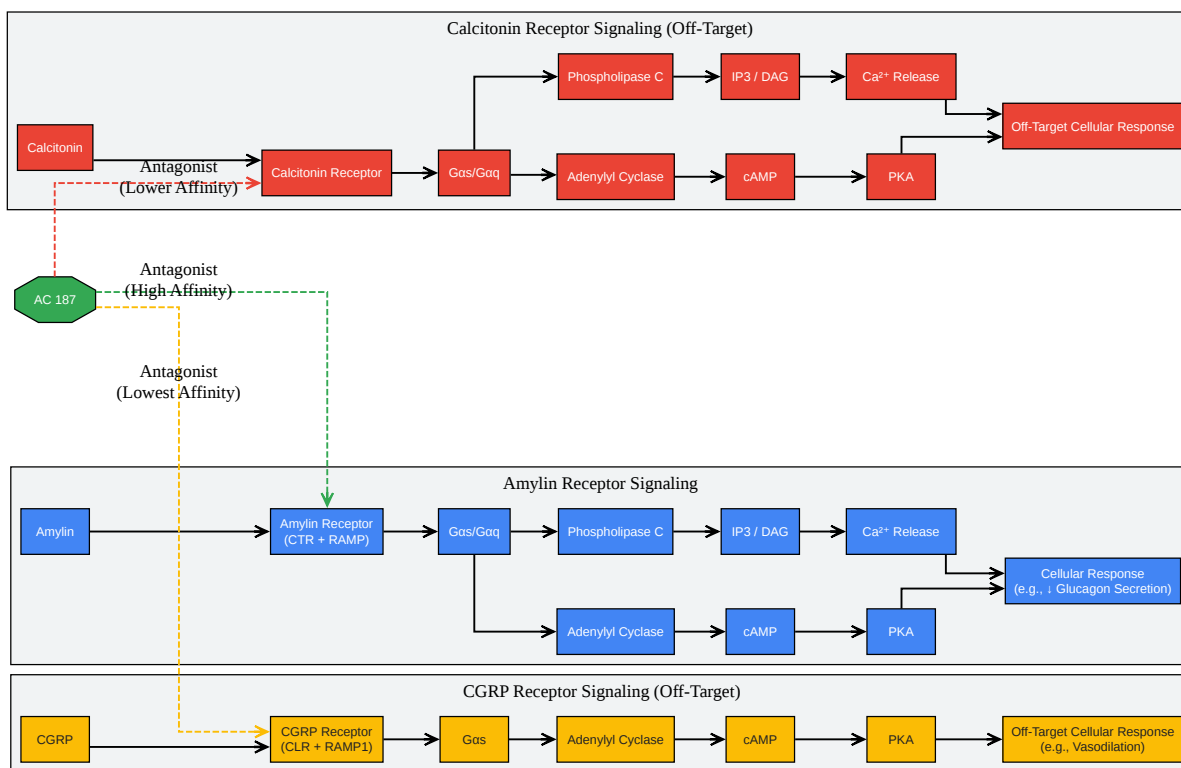 Calcitonin Receptor Signaling (Off-Target)
Phospholipase C
IP3 / DAG
Ca²⁺ Release
Off-Target Cellular Response
Calcitonin
Antagonist
(Lower Affinity)
Calcitonin Receptor
Gαs/Gαq
Adenylyl Cyclase
cAMP
PKA
AC 187
Antagonist
(High Affinity)
Antagonist
(Lowest Affinity)
Amylin Receptor Signaling
Amylin
Amylin Receptor
(CTR + RAMP)
Gαs/Gαq
Phospholipase C
IP3 / DAG
Ca²⁺ Release
Cellular Response
(e.g., ↓ Glucagon Secretion)
Adenylyl Cyclase
cAMP
PKA
CGRP Receptor Signaling (Off-Target)
CGRP
CGRP Receptor
(CLR + RAMP1)
Gαs
Adenylyl Cyclase
cAMP
PKA
Off-Target Cellular Response
(e.g., Vasodilation)